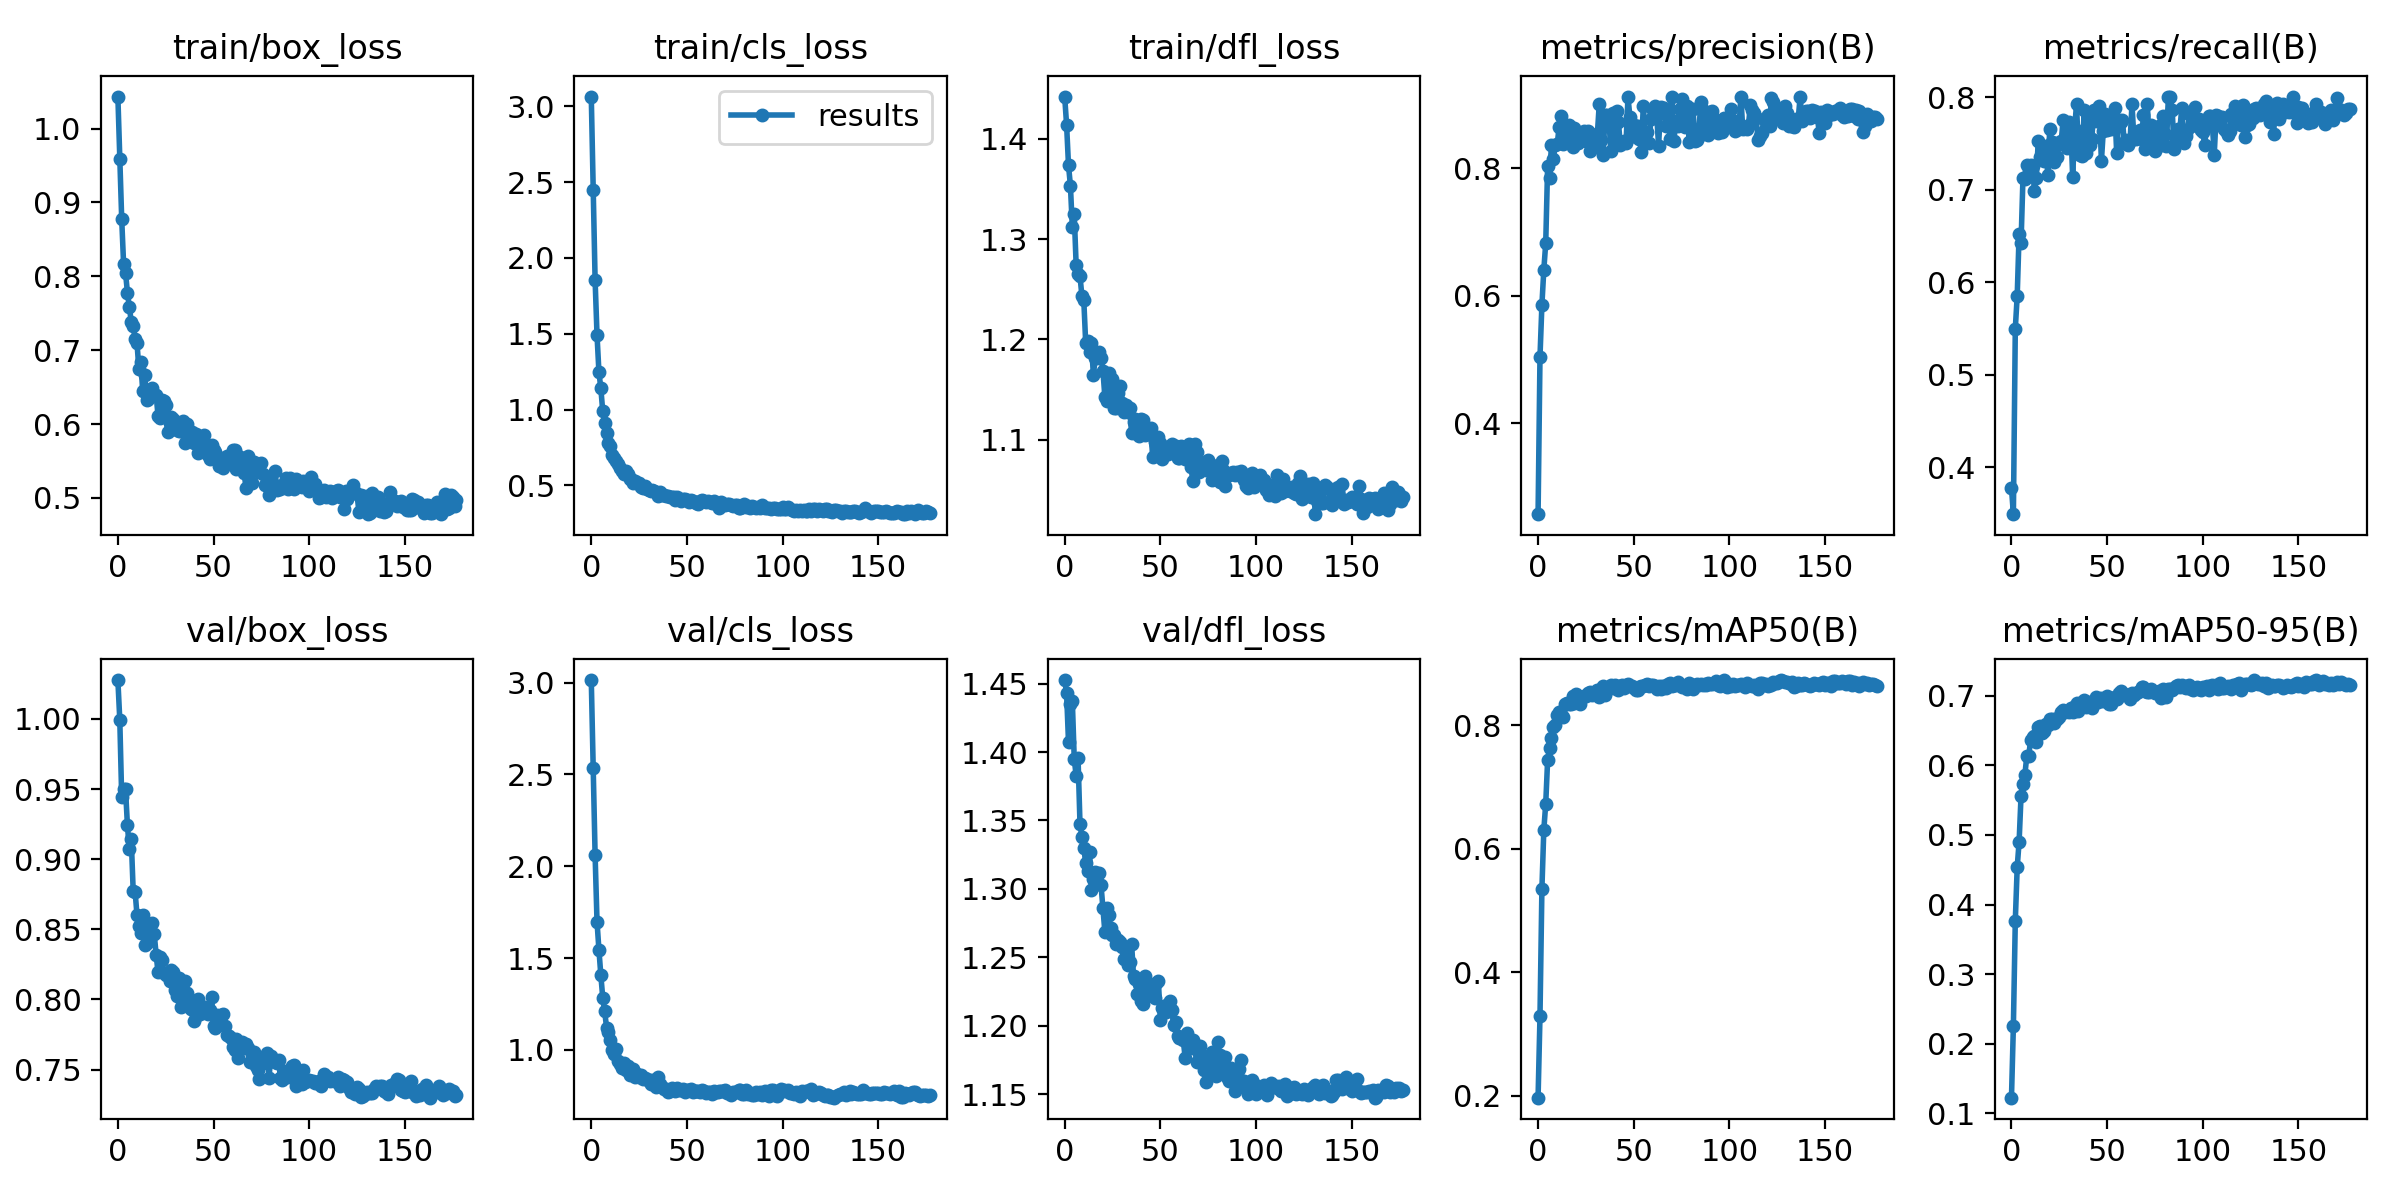 train/box_loss
1.0
0.9
0.8
0.7
0.6
0.5
0 50 100 150
train/cls_loss
results
3.0
2.5
2.0
1.5
1.0
0.5
0 50 100 150
train/dfl_loss
1.4
1.3
1.2
1.1
0 50 100 150
metrics/precision(B)
0.8
0.6
0.4
0 50 100 150
metrics/recall(B)
0.8
0.7
0.6
0.5
0.4
0 50 100 150
val/box_loss
1.00
0.95
0.90
0.85
0.80
0.75
0 50 100 150
val/cls_loss
3.0
2.5
2.0
1.5
1.0
0 50 100 150
val/dfl_loss
1.45
1.40
1.35
1.30
1.25
1.20
1.15
0 50 100 150
metrics/mAP50(B)
0.8
0.6
0.4
0.2
0 50 100 150
metrics/mAP50-95(B)
0.7
0.6
0.5
0.4
0.3
0.2
0.1
0 50 100 150